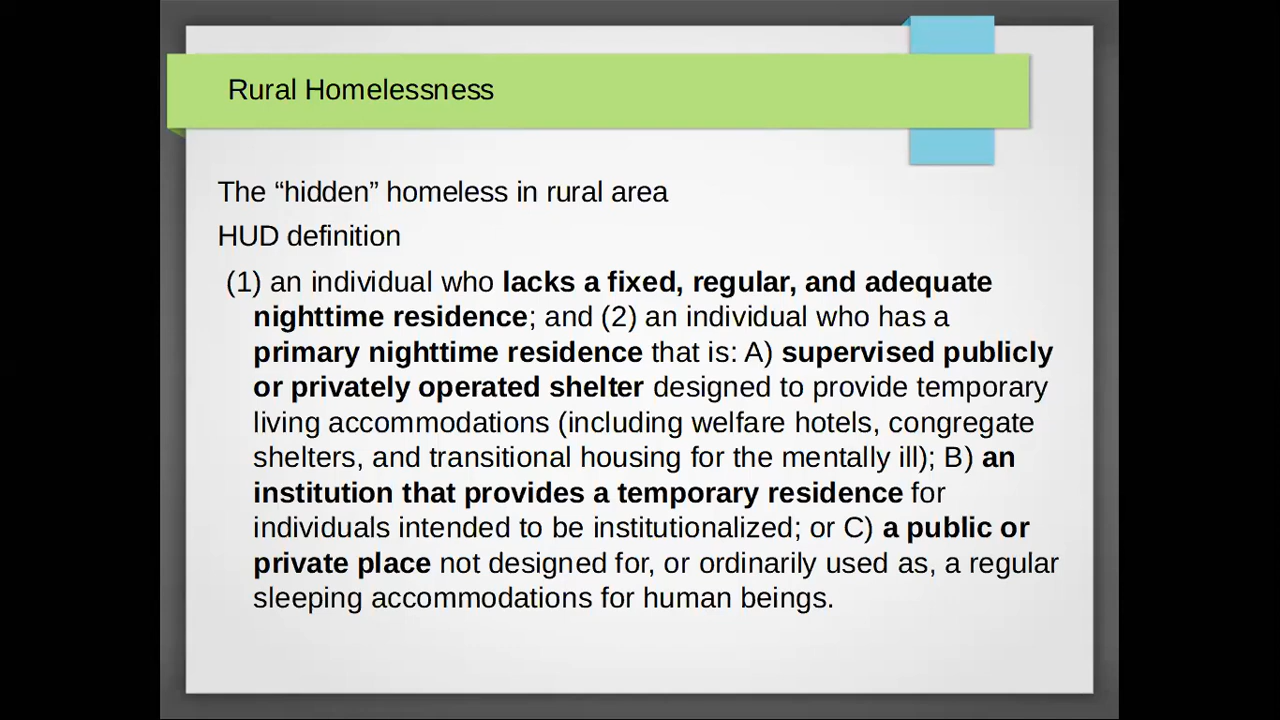 Rural Homelessness
The “hidden” homeless in rural area
HUD definition
(1) an individual who lacks a fixed, regular, and adequate
nighttime residence; and (2) an individual who has a
primary nighttime residence that is: A) supervised publicly
or privately operated shelter designed to provide temporary
living accommodations (including welfare hotels, congregate
shelters, and transitional housing for the mentally ill); B) an
institution that provides a temporary residence for
individuals intended to be institutionalized; or C) a public or
private place not designed for, or ordinarily used as, a regular
sleeping accommodations for human beings.